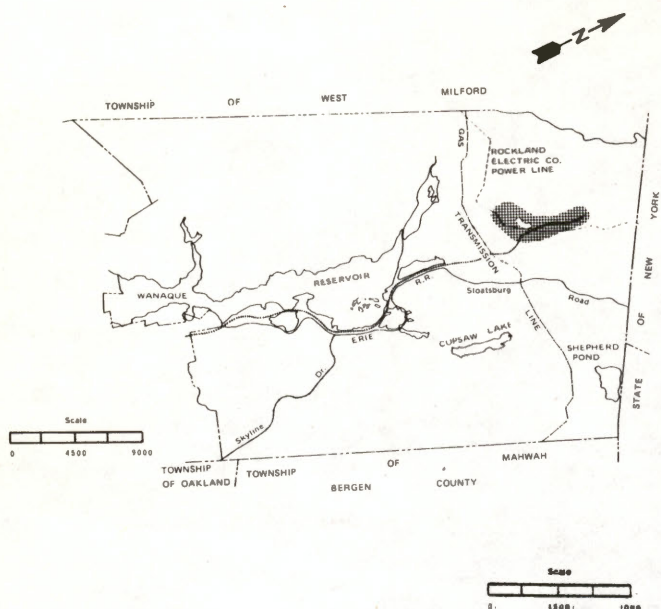 N
TOWNSHIP OF WEST MILFORD
GAS TRANSMISSION LINE
ROCKLAND
ELECTRIC CO.
POWER LINE
STATE OF NEW YORK
WANAQUE RESERVOIR
R.R.
Sloatsburg Road
ERIE
CUPSAW LAKE
SHEPHERD
POND
Skyline Dr.
Scale
0 4500 9000
TOWNSHIP
OF OAKLAND
TOWNSHIP OF MAHWAH
BERGEN COUNTY
Scale
0